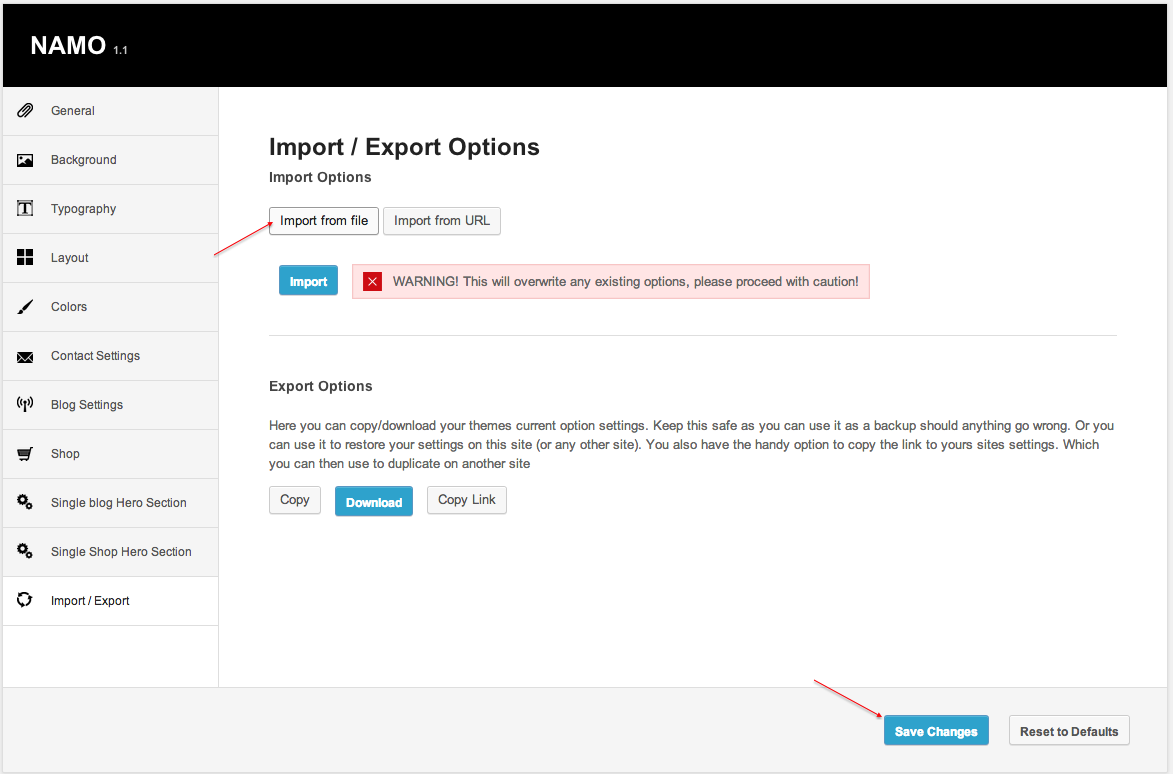 NAMO 1.1
General
Background
Typography
Layout
Colors
Contact Settings
Blog Settings
Shop
Single blog Hero Section
Single Shop Hero Section
Import / Export
Import / Export Options
Import Options
Import from file
Import from URL
Import
WARNING! This will overwrite any existing options, please proceed with caution!
Export Options
Here you can copy/download your themes current option settings. Keep this safe as you can use it as a backup should anything go wrong. Or you
can use it to restore your settings on this site (or any other site). You also have the handy option to copy the link to yours sites settings. Which
you can then use to duplicate on another site
Copy
Download
Copy Link
Save Changes
Reset to Defaults